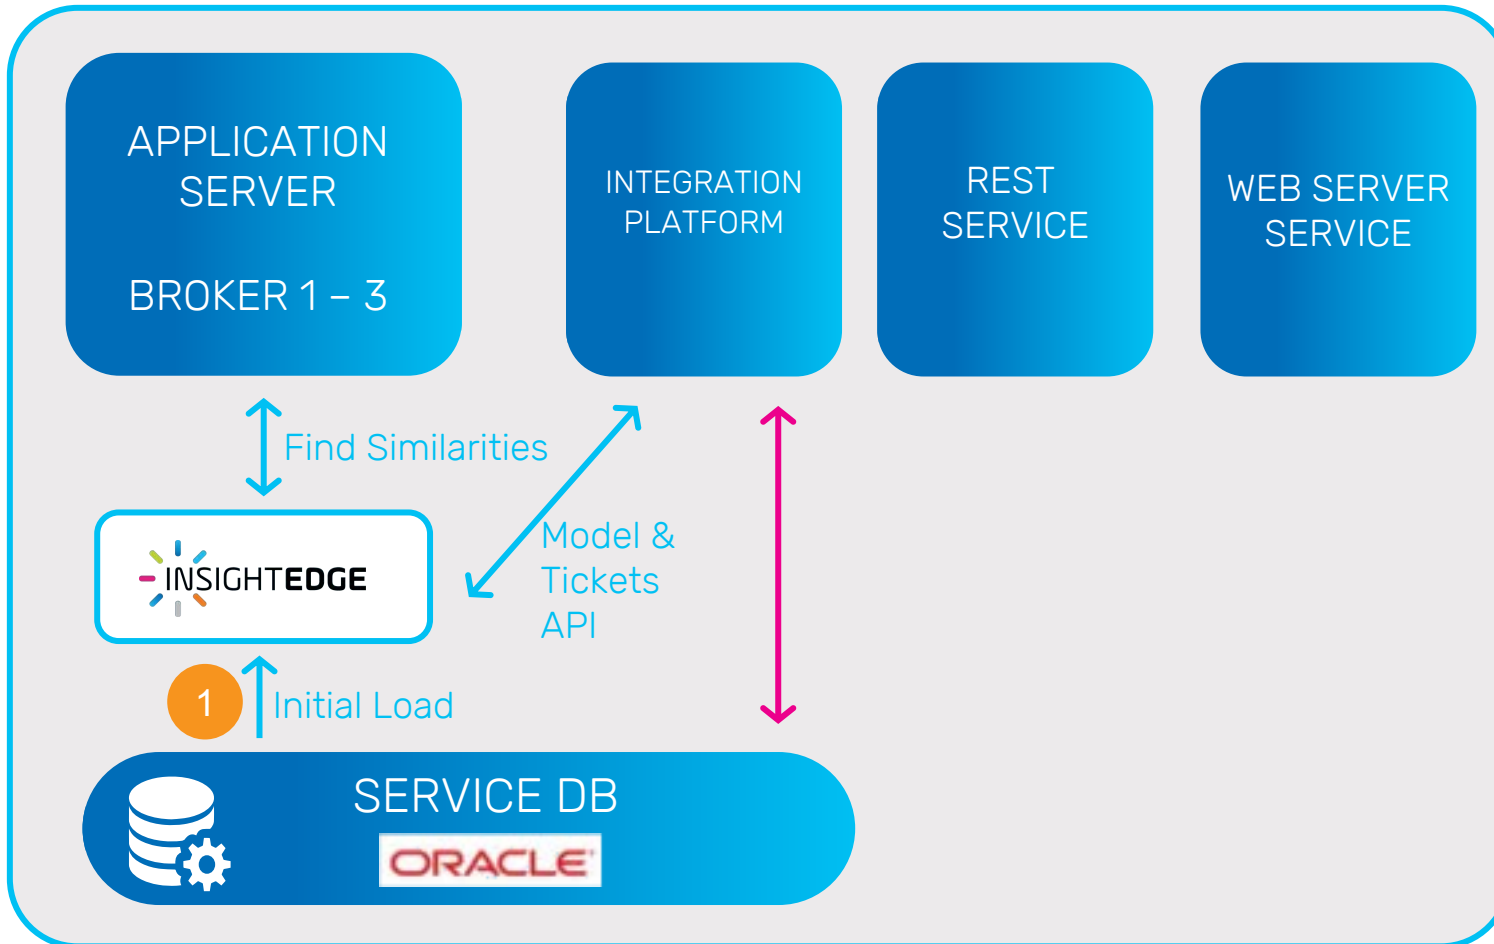 APPLICATION
SERVER
BROKER 1 – 3
INTEGRATION
PLATFORM
REST
SERVICE
WEB SERVER
SERVICE
Find Similarities
Model &
Tickets
API
INSIGHTEDGE
1
Initial Load
SERVICE DB
ORACLE